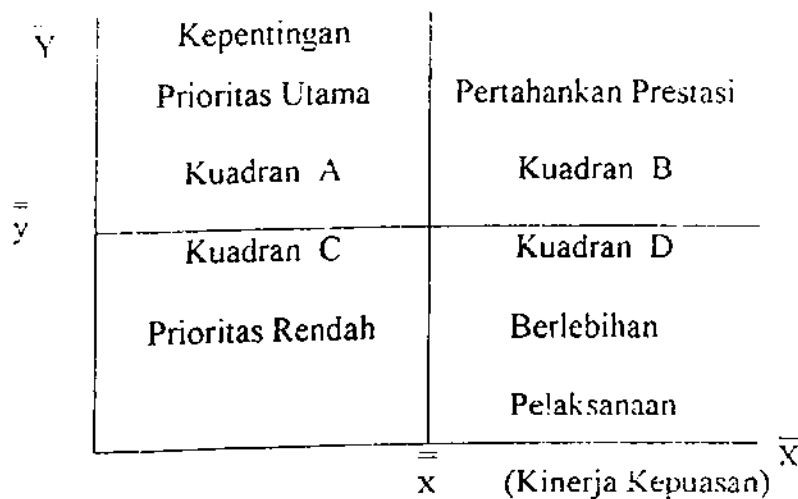 Y̅ Kepentingan
Prioritas Utama Pertahankan Prestasi
Kuadran A Kuadran B
y̿
Kuadran C Kuadran D
Prioritas Rendah Berlebihan
Pelaksanaan
x̿ (Kinerja Kepuasan) X̅